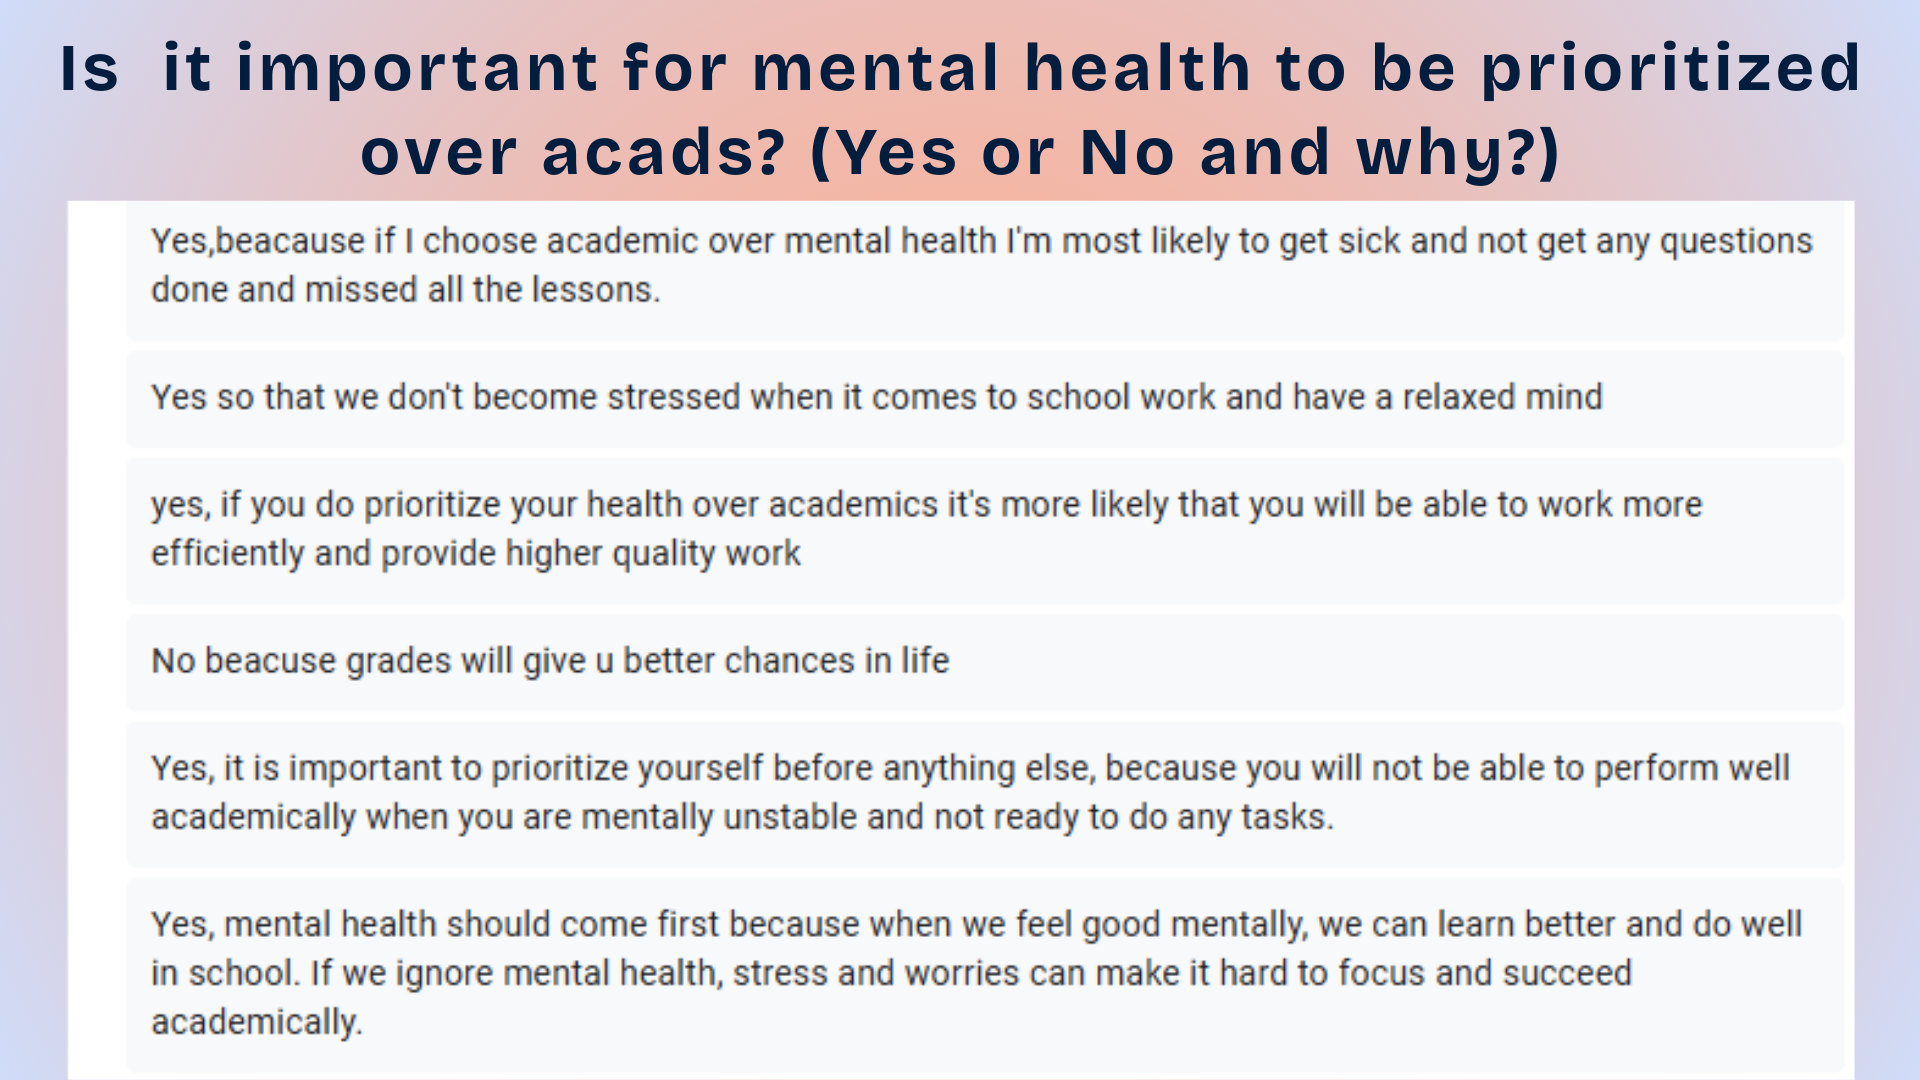 Is it important for mental health to be prioritized
over acads? (Yes or No and why?)
Yes,beacause if I choose academic over mental health I'm most likely to get sick and not get any questions
done and missed all the lessons.
Yes so that we don't become stressed when it comes to school work and have a relaxed mind
yes, if you do prioritize your health over academics it's more likely that you will be able to work more
efficiently and provide higher quality work
No beacuse grades will give u better chances in life
Yes, it is important to prioritize yourself before anything else, because you will not be able to perform well
academically when you are mentally unstable and not ready to do any tasks.
Yes, mental health should come first because when we feel good mentally, we can learn better and do well
in school. If we ignore mental health, stress and worries can make it hard to focus and succeed
academically.